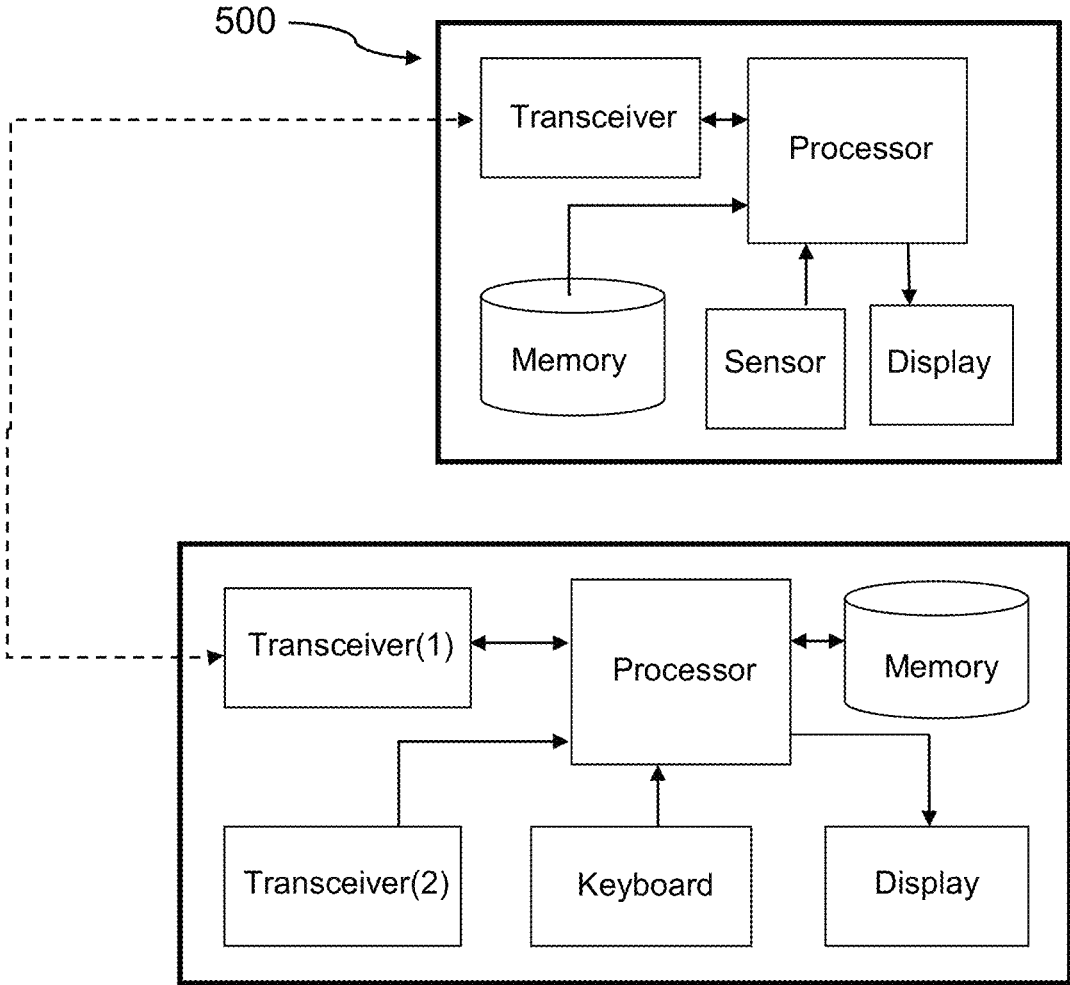 500
Transceiver
Processor
Memory
Sensor
Display
Transceiver(1)
Processor
Memory
Transceiver(2)
Keyboard
Display